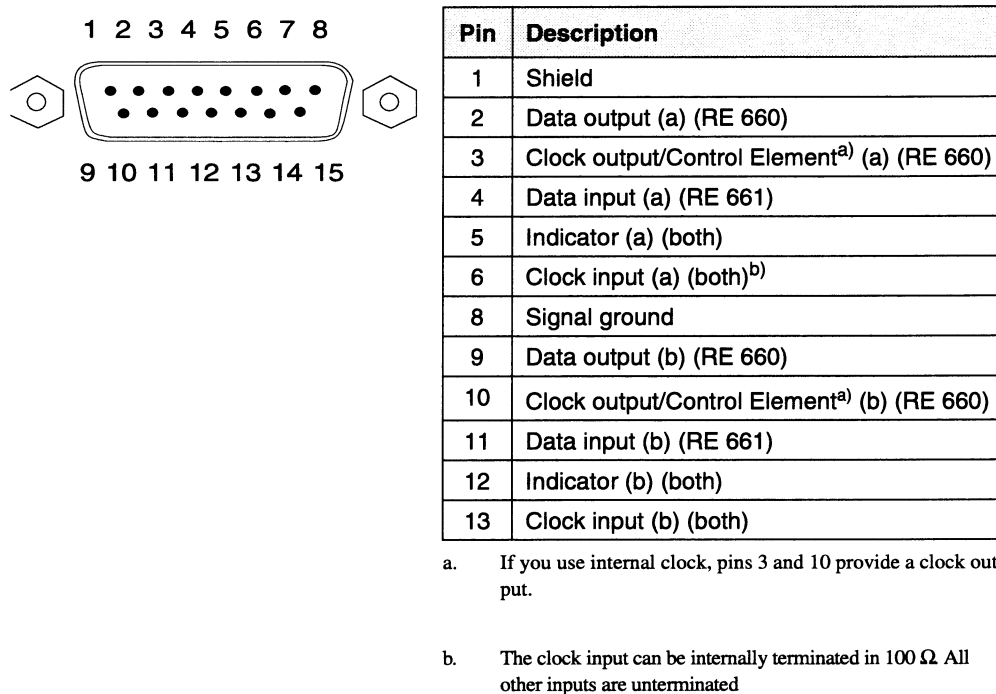 1 2 3 4 5 6 7 8
9 10 11 12 13 14 15
Pin Description
1 Shield
2 Data output (a) (RE 660)
3 Clock output/Control Element a) (a) (RE 660)
4 Data input (a) (RE 661)
5 Indicator (a) (both)
6 Clock input (a) (both) b)
8 Signal ground
9 Data output (b) (RE 660)
10 Clock output/Control Element a) (b) (RE 660)
11 Data input (b) (RE 661)
12 Indicator (b) (both)
13 Clock input (b) (both)
a. If you use internal clock, pins 3 and 10 provide a clock out
put.
b. The clock input can be internally terminated in 100 Ω All
other inputs are unterminated